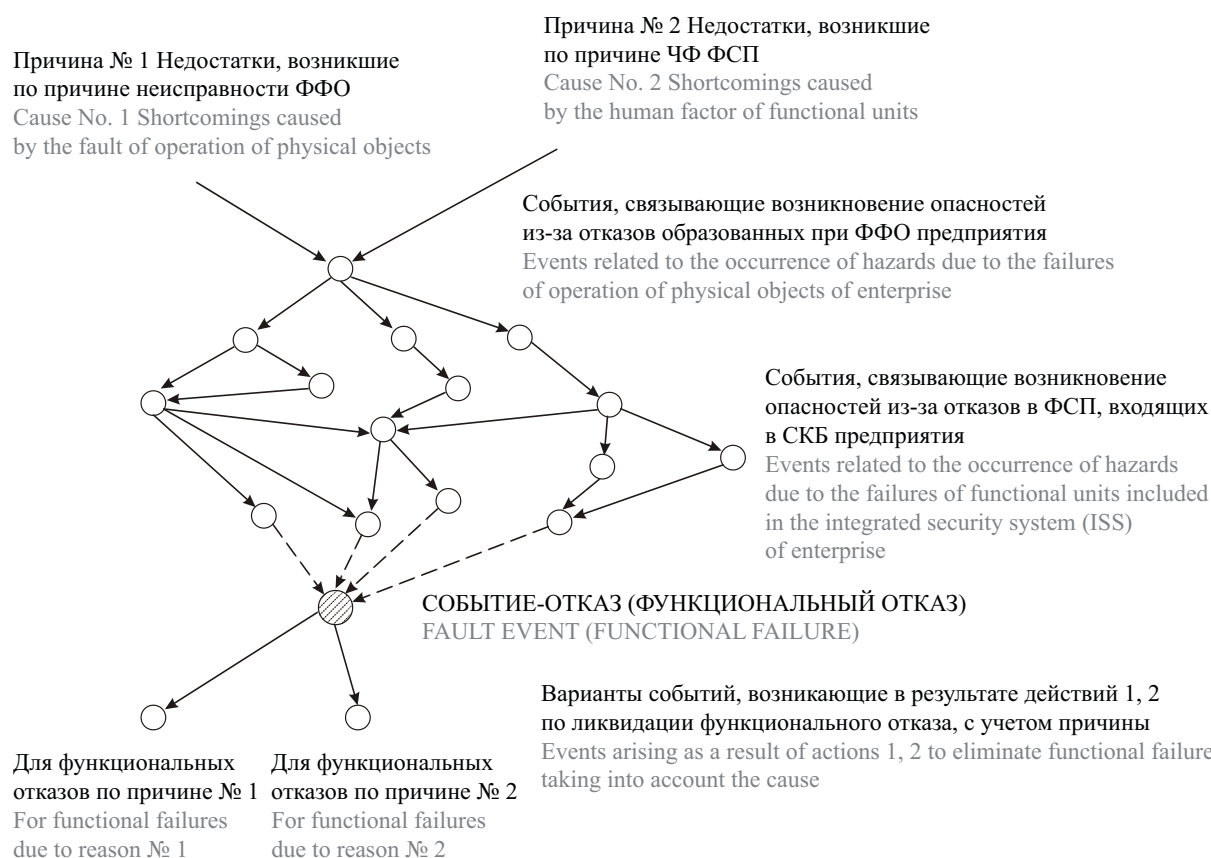 Причина № 1 Недостатки, возникшие
по причине неисправности ФФО
Cause No. 1 Shortcomings caused
by the fault of operation of physical objects
Причина № 2 Недостатки, возникшие
по причине ЧФ ФСП
Cause No. 2 Shortcomings caused
by the human factor of functional units
События, связывающие возникновение опасностей
из-за отказов образованных при ФФО предприятия
Events related to the occurrence of hazards due to the failures
of operation of physical objects of enterprise
События, связывающие возникновение
опасностей из-за отказов в ФСП, входящих
в СКБ предприятия
Events related to the occurrence of hazards
due to the failures of functional units included
in the integrated security system (ISS)
of enterprise
СОБЫТИЕ-ОТКАЗ (ФУНКЦИОНАЛЬНЫЙ ОТКАЗ)
FAULT EVENT (FUNCTIONAL FAILURE)
Варианты событий, возникающие в результате действий 1, 2
по ликвидации функционального отказа, с учетом причины
Events arising as a result of actions 1, 2 to eliminate functional failure
taking into account the cause
Для функциональных
отказов по причине № 1
For functional failures
due to reason № 1
Для функциональных
отказов по причине № 2
For functional failures
due to reason № 2